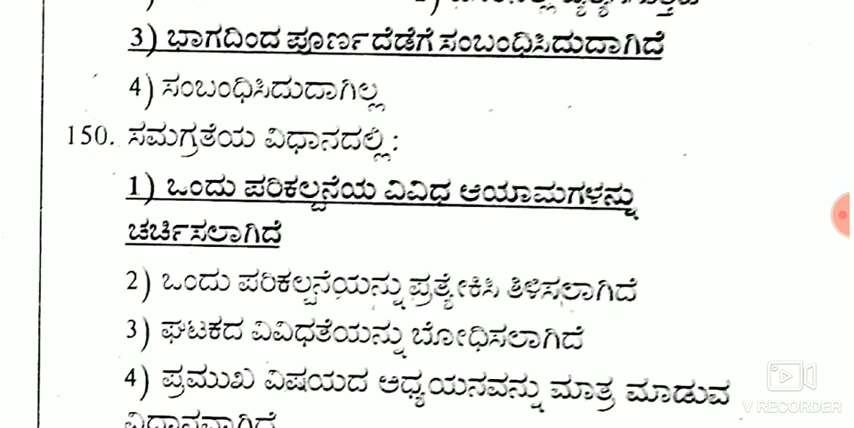 3) ಭಾಗದಿಂದ ಪೂರ್ಣದೆಡೆಗೆ ಸಂಬಂಧಿಸಿದುದಾಗಿದೆ
4) ಸಂಬಂಧಿಸಿದುದಾಗಿಲ್ಲ
150. ಸಮಗ್ರತೆಯ ವಿಧಾನದಲ್ಲಿ :
1) ಒಂದು ಪರಿಕಲ್ಪನೆಯ ವಿವಿಧ ಆಯಾಮಗಳನ್ನು
ಚರ್ಚಿಸಲಾಗಿದೆ
2) ಒಂದು ಪರಿಕಲ್ಪನೆಯನ್ನು ಪ್ರತ್ಯೇಕಿಸಿ ತಿಳಿಸಲಾಗಿದೆ
3) ಘಟಕದ ವಿವಿಧತೆಯನ್ನು ಬೋಧಿಸಲಾಗಿದೆ
4) ಪ್ರಮುಖ ವಿಷಯದ ಅಧ್ಯಯನವನ್ನು ಮಾತ್ರ ಮಾಡುವ
ವಿಧಾನವಾಗಿದೆ
V RECORDER